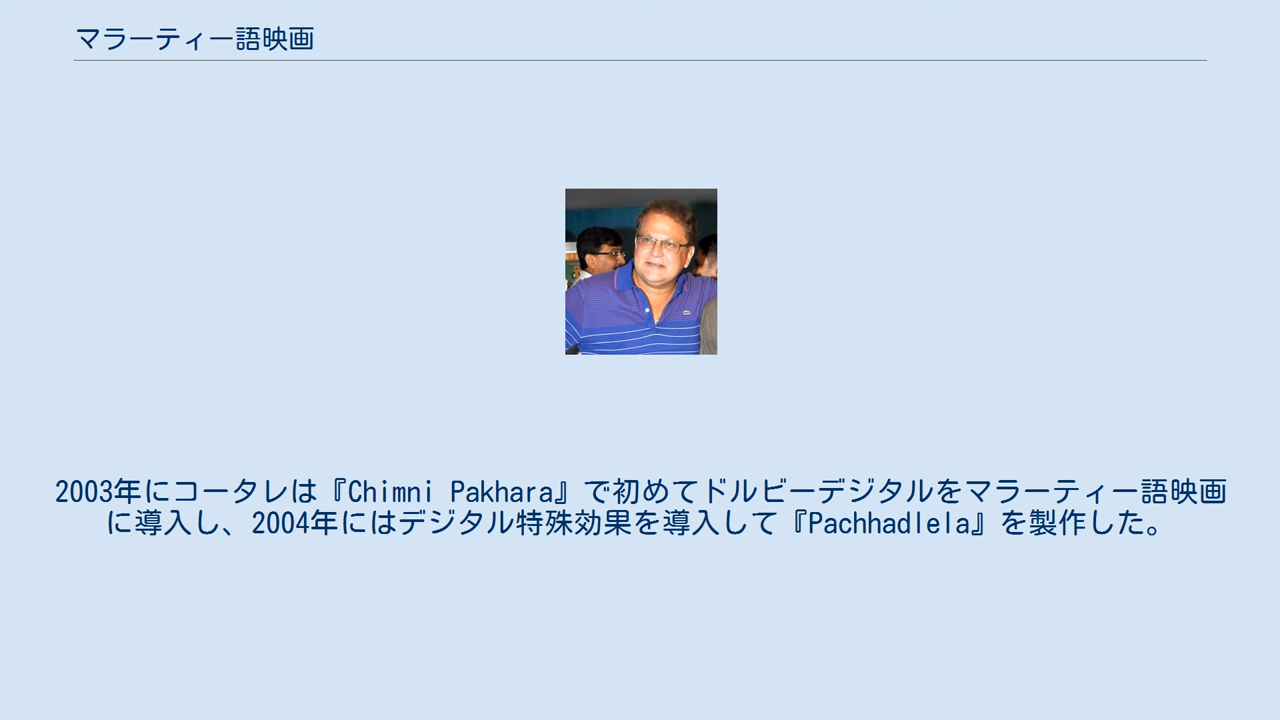 マラーティー語映画
2003年にコータレは『Chimni Pakhara』で初めてドルビーデジタルをマラーティー語映画
に導入し、2004年にはデジタル特殊効果を導入して『Pachhadlela』を製作した。